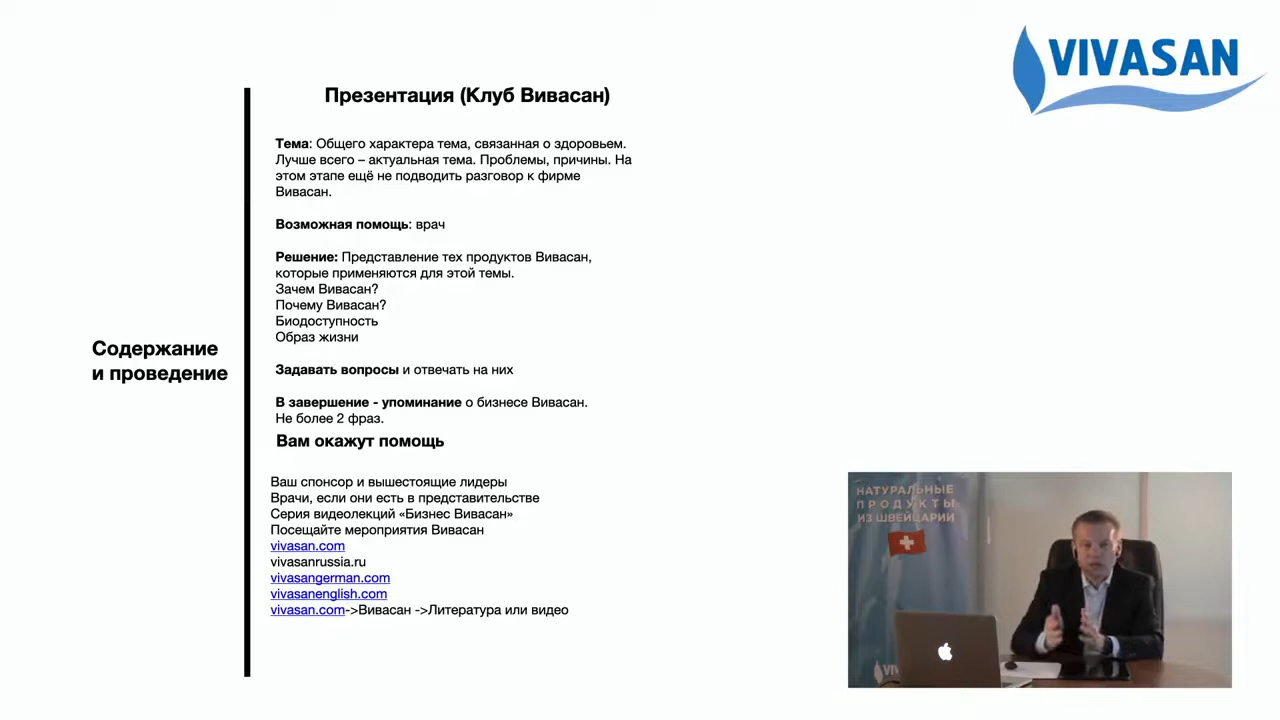 VIVASAN
Презентация (Клуб Вивасан)
Тема: Общего характера тема, связанная о здоровьем.
Лучше всего – актуальная тема. Проблемы, причины. На
этом этапе ещё не подводить разговор к фирме
Вивасан.
Возможная помощь: врач
Решение: Представление тех продуктов Вивасан,
которые применяются для этой темы.
Зачем Вивасан?
Почему Вивасан?
Биодоступность
Образ жизни
Содержание
и проведение
Задавать вопросы и отвечать на них
В завершение - упоминание о бизнесе Вивасан.
Не более 2 фраз.
Вам окажут помощь
Ваш спонсор и вышестоящие лидеры
Врачи, если они есть в представительстве
Серия видеолекций «Бизнес Вивасан»
Посещайте мероприятия Вивасан
vivasan.com
vivasanrussia.ru
vivasangerman.com
vivasanenglish.com
vivasan.com->Вивасан ->Литература или видео
НАТУРАЛЬНЫЕ
ПРОДУКТЫ
ИЗ ШВЕЙЦАРИИ